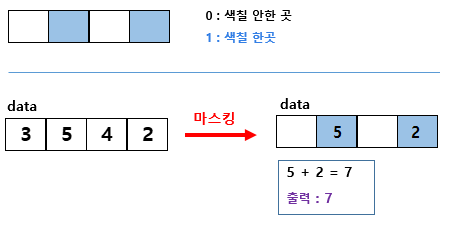 0 : 색칠 안한 곳
1 : 색칠 한곳
data
3 5 4 2
마스킹
data
5 2
5 + 2 = 7
출력 : 7